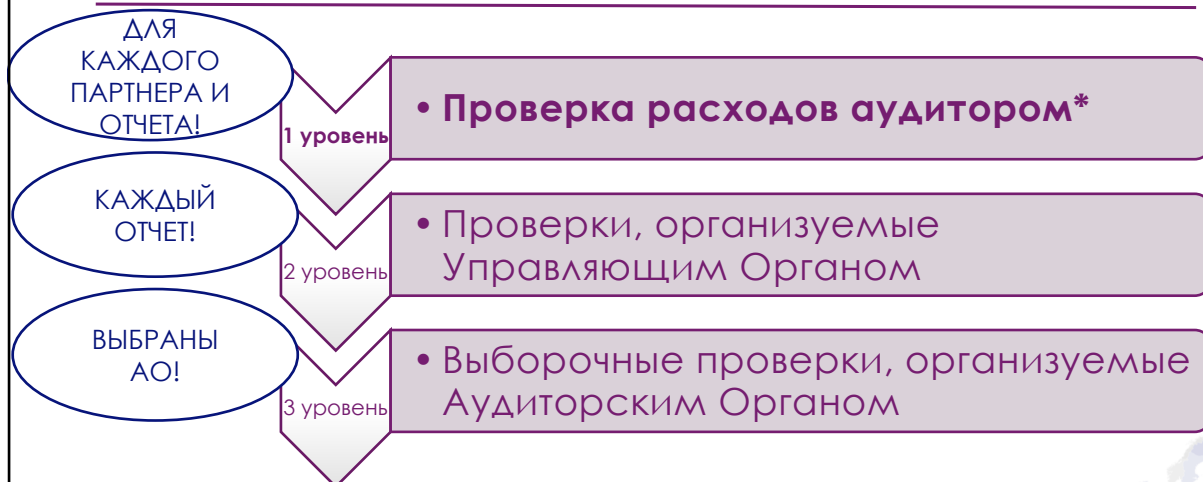 ДЛЯ
КАЖДОГО
ПАРТНЕРА И
ОТЧЕТА!
1 уровень
• Проверка расходов аудитором*
КАЖДЫЙ
ОТЧЕТ!
2 уровень
• Проверки, организуемые
Управляющим Органом
ВЫБРАНЫ
АО!
3 уровень
• Выборочные проверки, организуемые
Аудиторским Органом